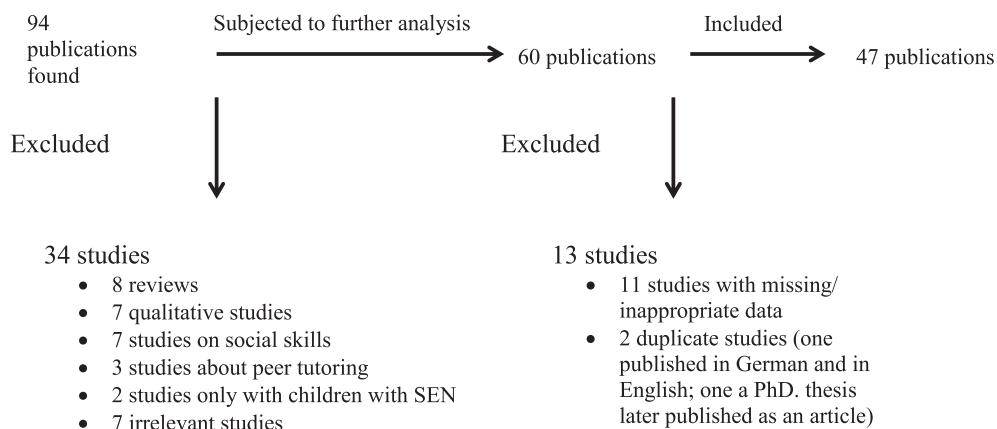 94
publications
found
Subjected to further analysis
60 publications
Included
47 publications
Excluded
Excluded
34 studies
• 8 reviews
• 7 qualitative studies
• 7 studies on social skills
• 3 studies about peer tutoring
• 2 studies only with children with SEN
• 7 irrelevant studies
13 studies
• 11 studies with missing/
inappropriate data
• 2 duplicate studies (one
published in German and in
English; one a PhD. thesis
later published as an article)